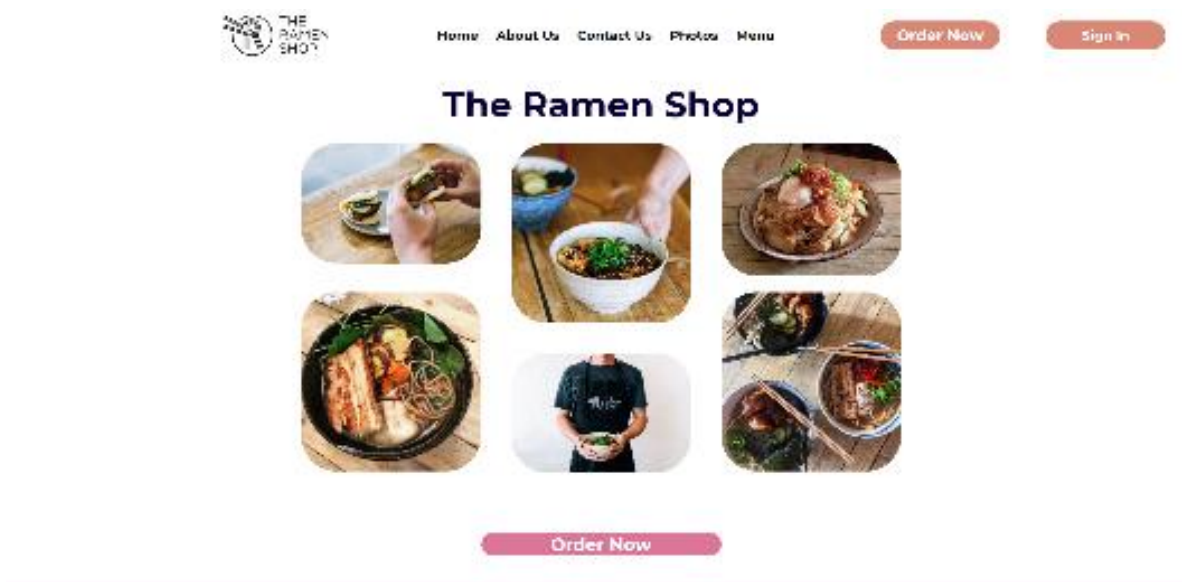 THE
RAMEN
SHOP
Home About Us Contact Us Photos Menu
Order Now
Sign In
The Ramen Shop
Order Now